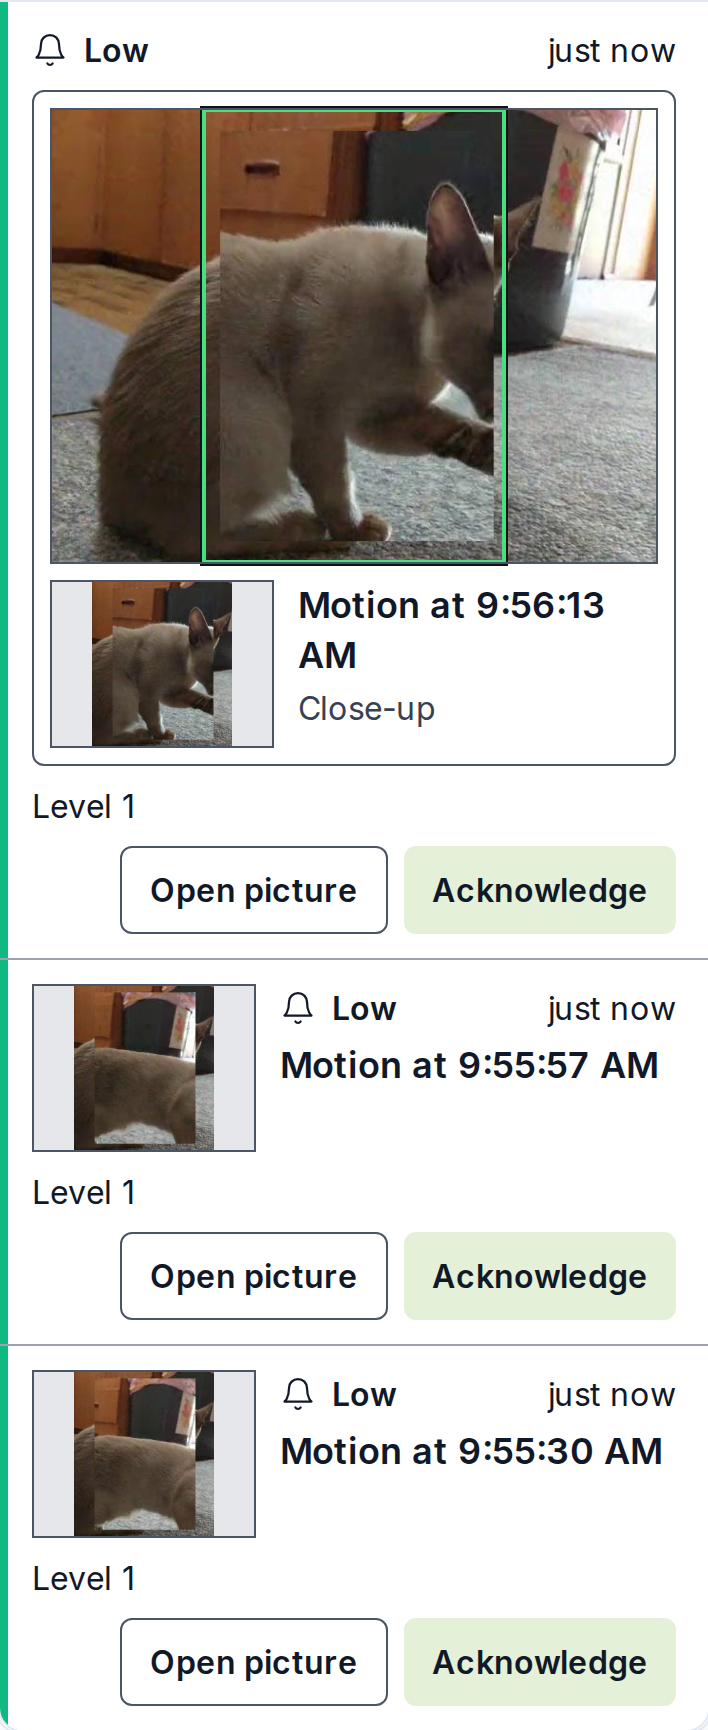 Low
just now
Motion at 9:56:13
AM
Close-up
Level 1
Open picture
Acknowledge
Low
just now
Motion at 9:55:57 AM
Level 1
Open picture
Acknowledge
Low
just now
Motion at 9:55:30 AM
Level 1
Open picture
Acknowledge